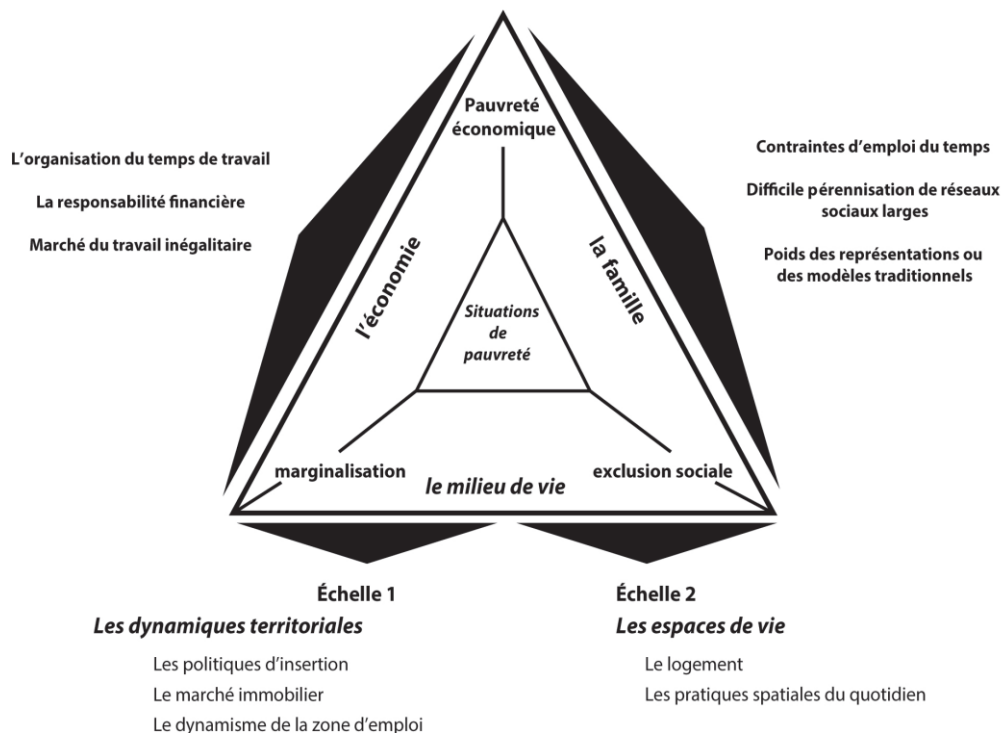 Pauvreté
économique
L'organisation du temps de travail
La responsabilité financière
Marché du travail inégalitaire
Contraintes d'emploi du temps
Difficile pérennisation de réseaux
sociaux larges
Poids des représentations ou
des modèles traditionnels
l'économie
la famille
Situations
de
pauvreté
marginalisation
exclusion sociale
le milieu de vie
Échelle 1
Les dynamiques territoriales
Les politiques d'insertion
Le marché immobilier
Le dynamisme de la zone d'emploi
Échelle 2
Les espaces de vie
Le logement
Les pratiques spatiales du quotidien